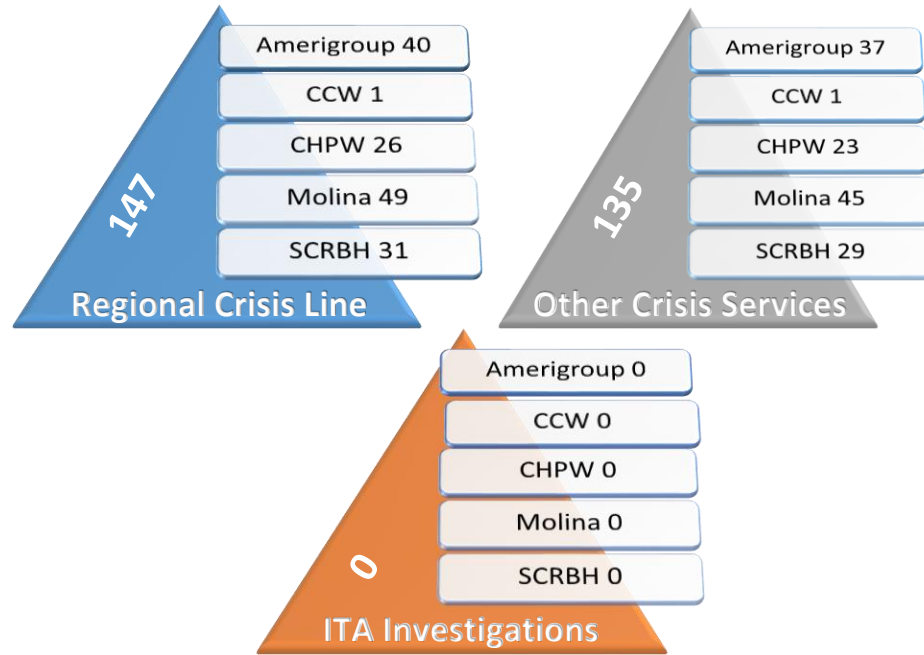 Amerigroup 40
CCW 1
CHPW 26
Molina 49
SCRBH 31
147
Regional Crisis Line
Amerigroup 37
CCW 1
CHPW 23
Molina 45
SCRBH 29
135
Other Crisis Services
Amerigroup 0
CCW 0
CHPW 0
Molina 0
SCRBH 0
0
ITA Investigations